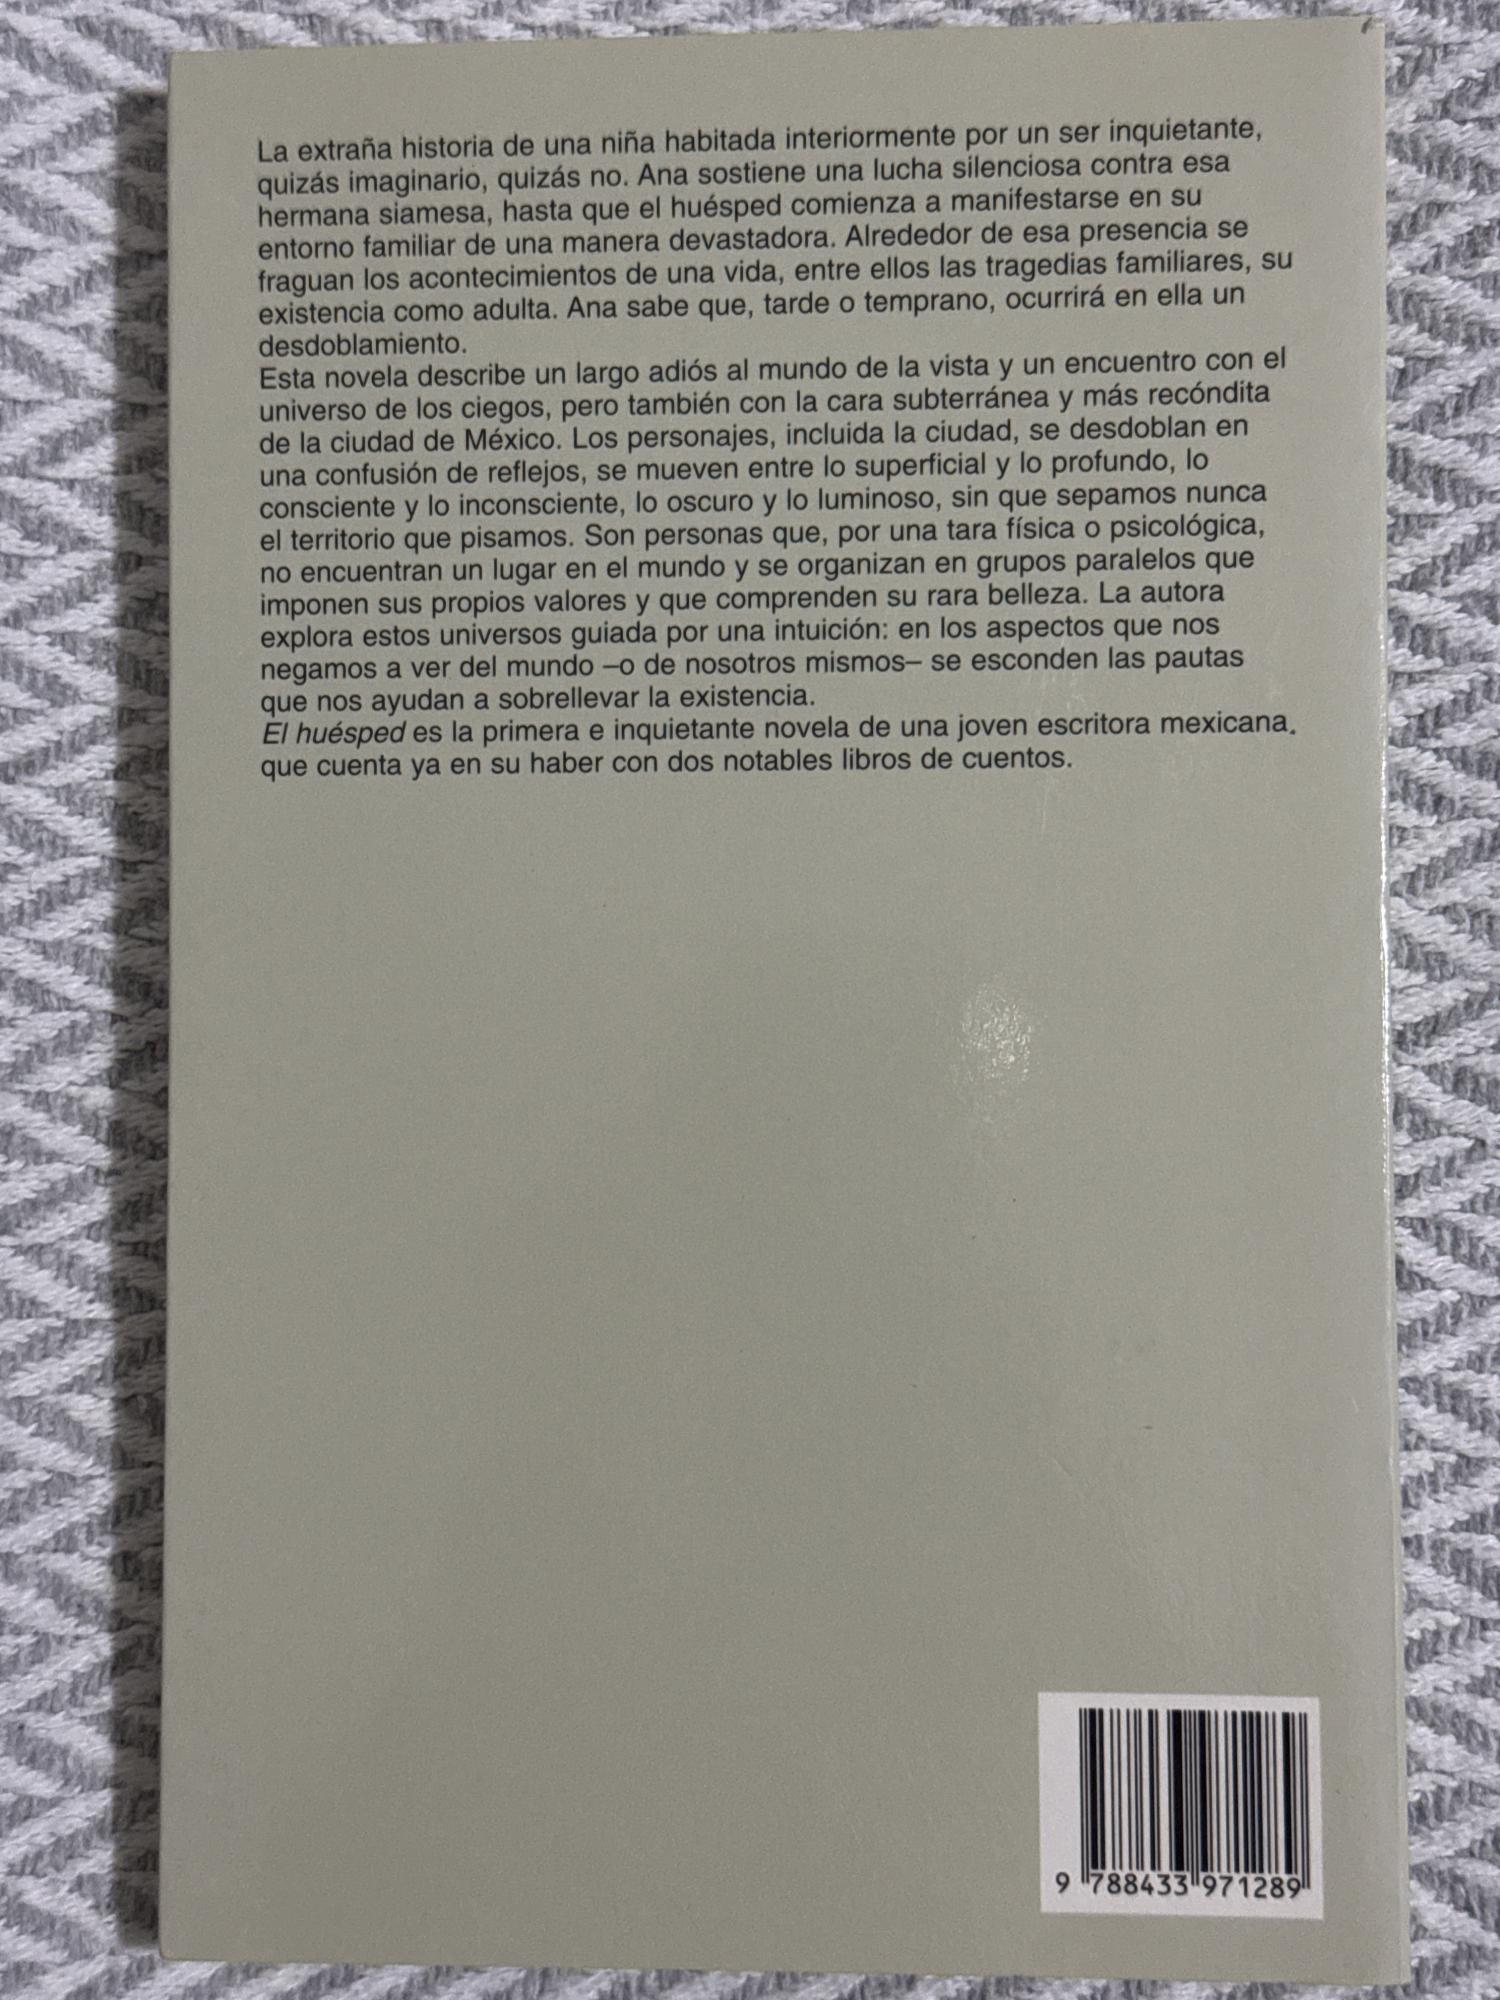 La extraña historia de una niña habitada interiormente por un ser inquietante,
quizás imaginario, quizás no. Ana sostiene una lucha silenciosa contra esa
hermana siamesa, hasta que el huésped comienza a manifestarse en su
entorno familiar de una manera devastadora. Alrededor de esa presencia se
fraguan los acontecimientos de una vida, entre ellos las tragedias familiares, su
existencia como adulta. Ana sabe que, tarde o temprano, ocurrirá en ella un
desdoblamiento.
Esta novela describe un largo adiós al mundo de la vista y un encuentro con el
universo de los ciegos, pero también con la cara subterránea y más recóndita
de la ciudad de México. Los personajes, incluida la ciudad, se desdoblan en
una confusión de reflejos, se mueven entre lo superficial y lo profundo, lo
consciente y lo inconsciente, lo oscuro y lo luminoso, sin que sepamos nunca
el territorio que pisamos. Son personas que, por una tara física o psicológica,
no encuentran un lugar en el mundo y se organizan en grupos paralelos que
imponen sus propios valores y que comprenden su rara belleza. La autora
explora estos universos guiada por una intuición: en los aspectos que nos
negamos a ver del mundo –o de nosotros mismos– se esconden las pautas
que nos ayudan a sobrellevar la existencia.
El huésped es la primera e inquietante novela de una joven escritora mexicana.
que cuenta ya en su haber con dos notables libros de cuentos.
9 788433 971289